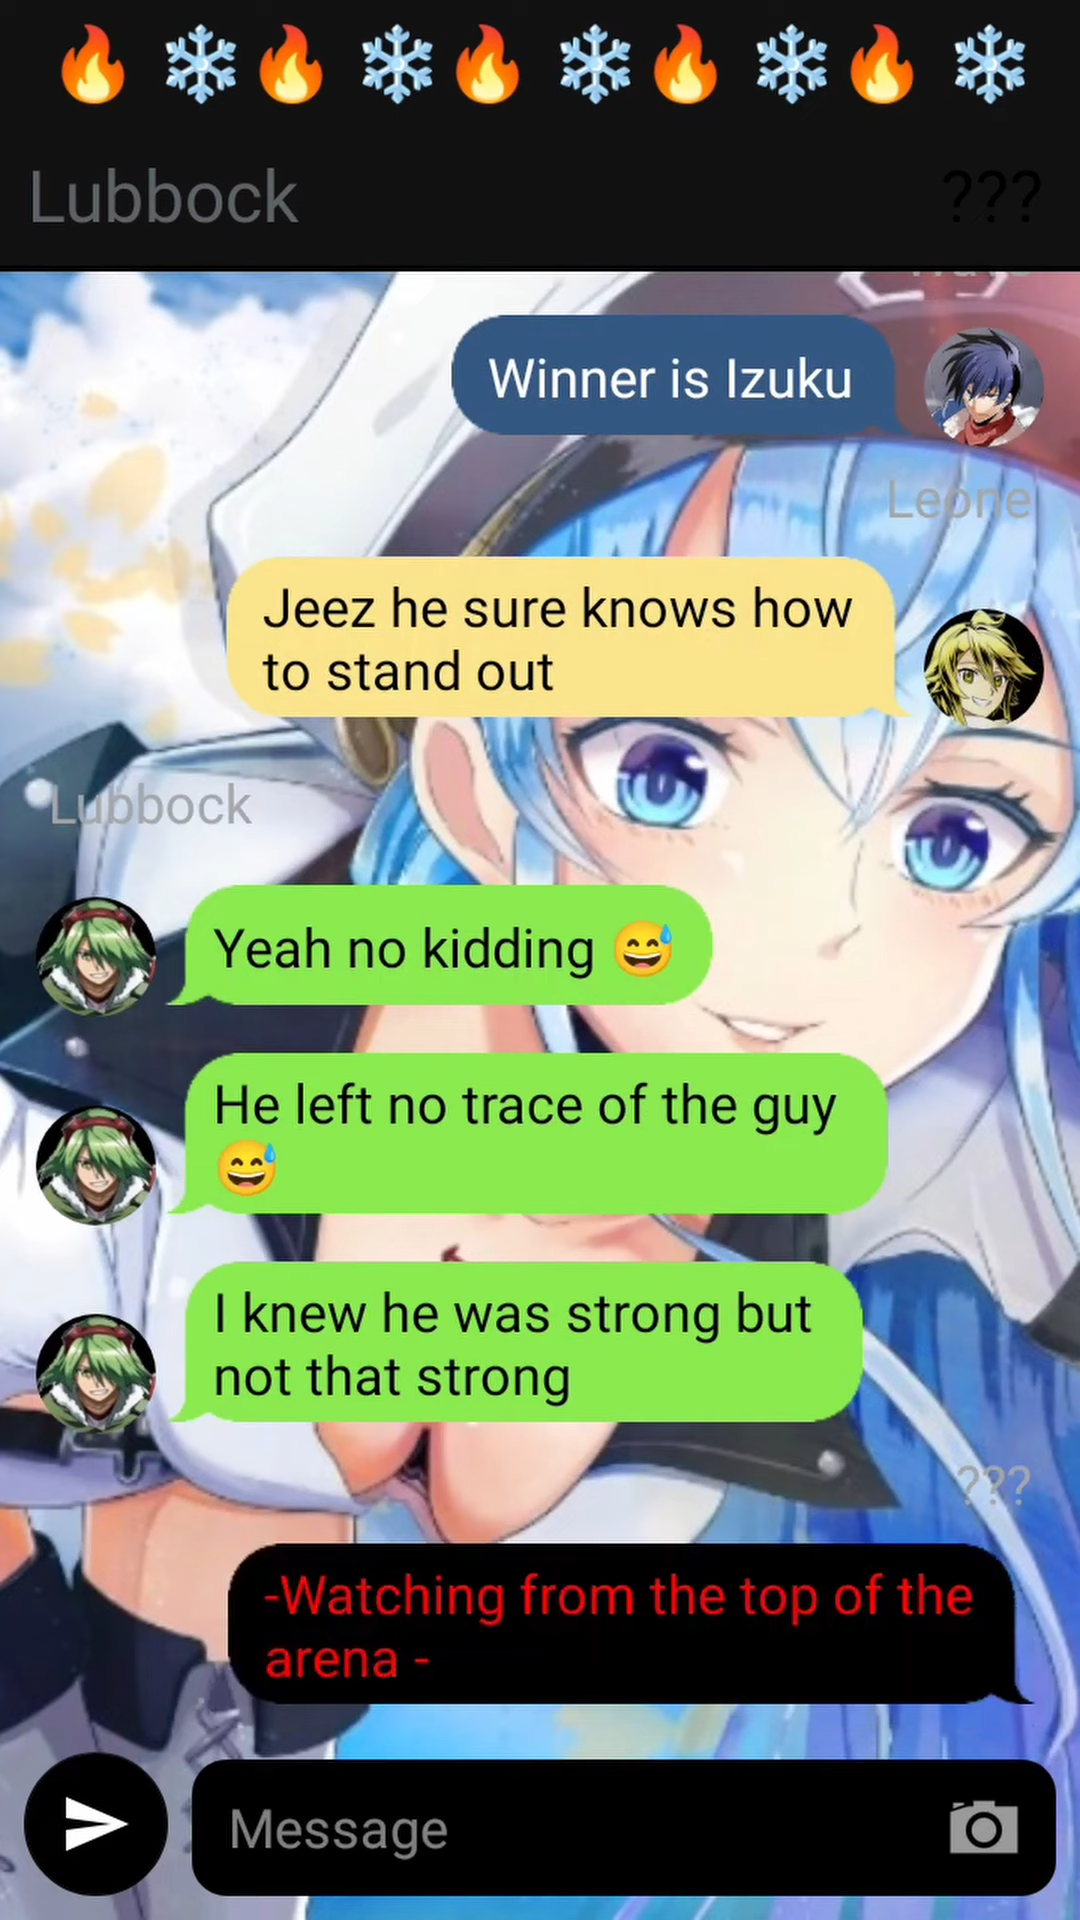 🔥 ❄️🔥 ❄️🔥 ❄️🔥 ❄️🔥 ❄️
Lubbock
???
Winner is Izuku
Leone
Jeez he sure knows how
to stand out
Lubbock
Yeah no kidding 😅
He left no trace of the guy
😅
I knew he was strong but
not that strong
???
-Watching from the top of the
arena -
Message